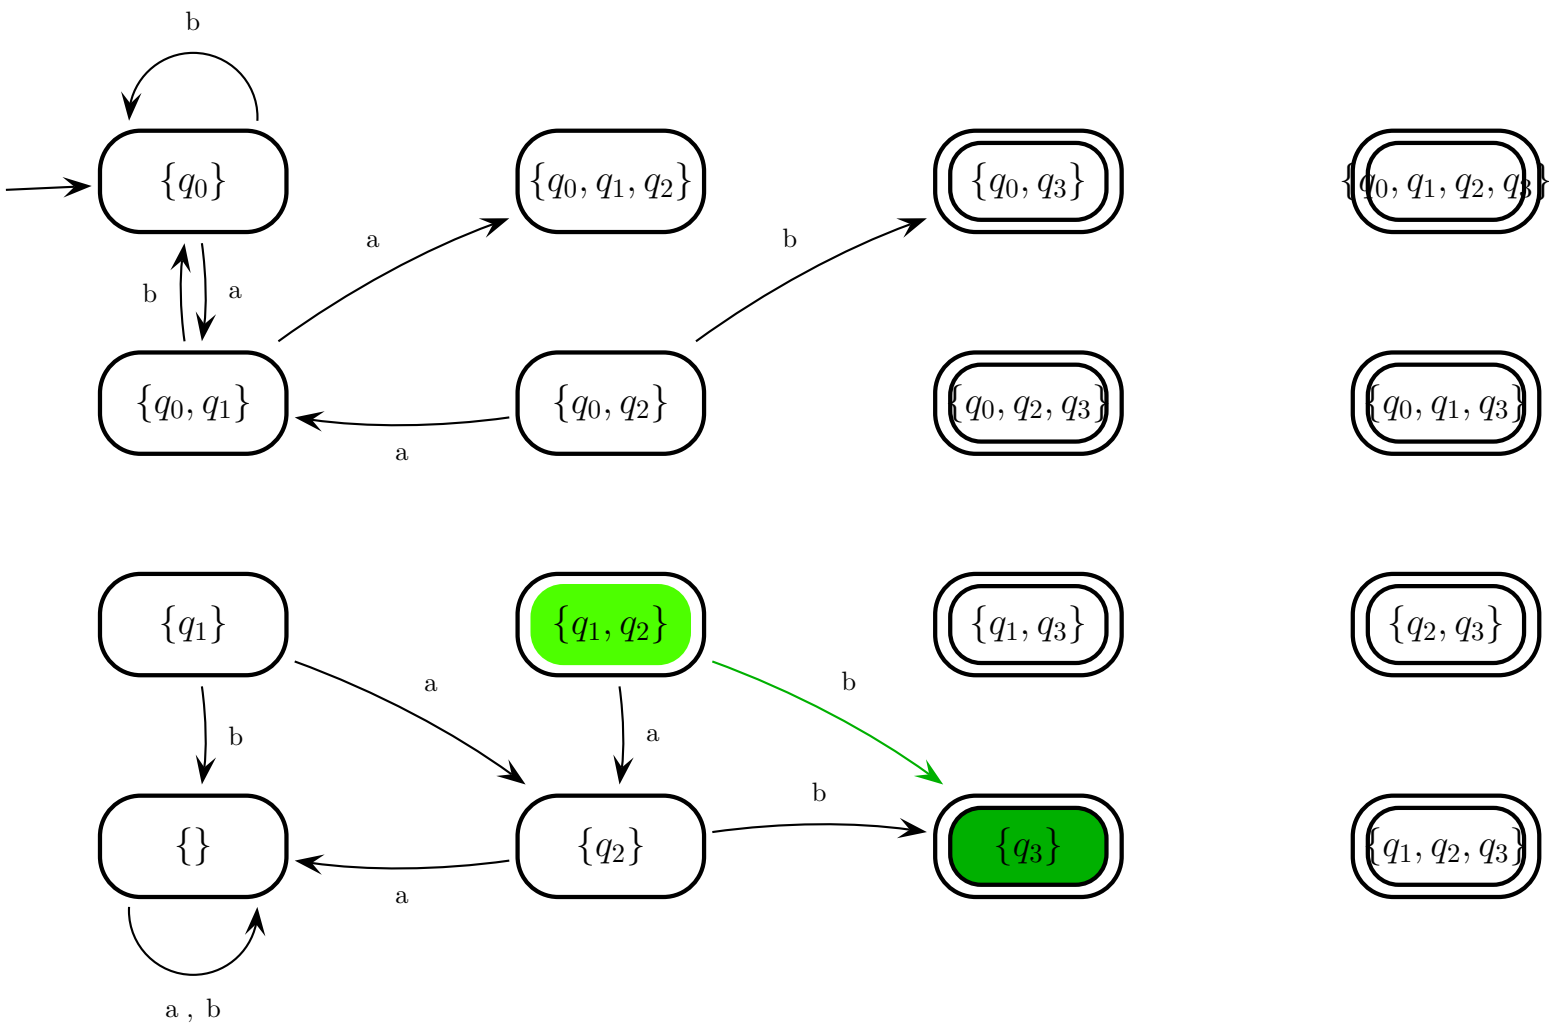 b
{q₀}
{q₀, q₁, q₂}
{q₀, q₃}
{q₀, q₁, q₂, q₃}
a
b
b
a
{q₀, q₁}
{q₀, q₂}
{q₀, q₂, q₃}
{q₀, q₁, q₃}
a
{q₁}
{q₁, q₂}
{q₁, q₃}
{q₂, q₃}
a
b
b
a
b
{}
{q₂}
{q₃}
{q₁, q₂, q₃}
a
a , b